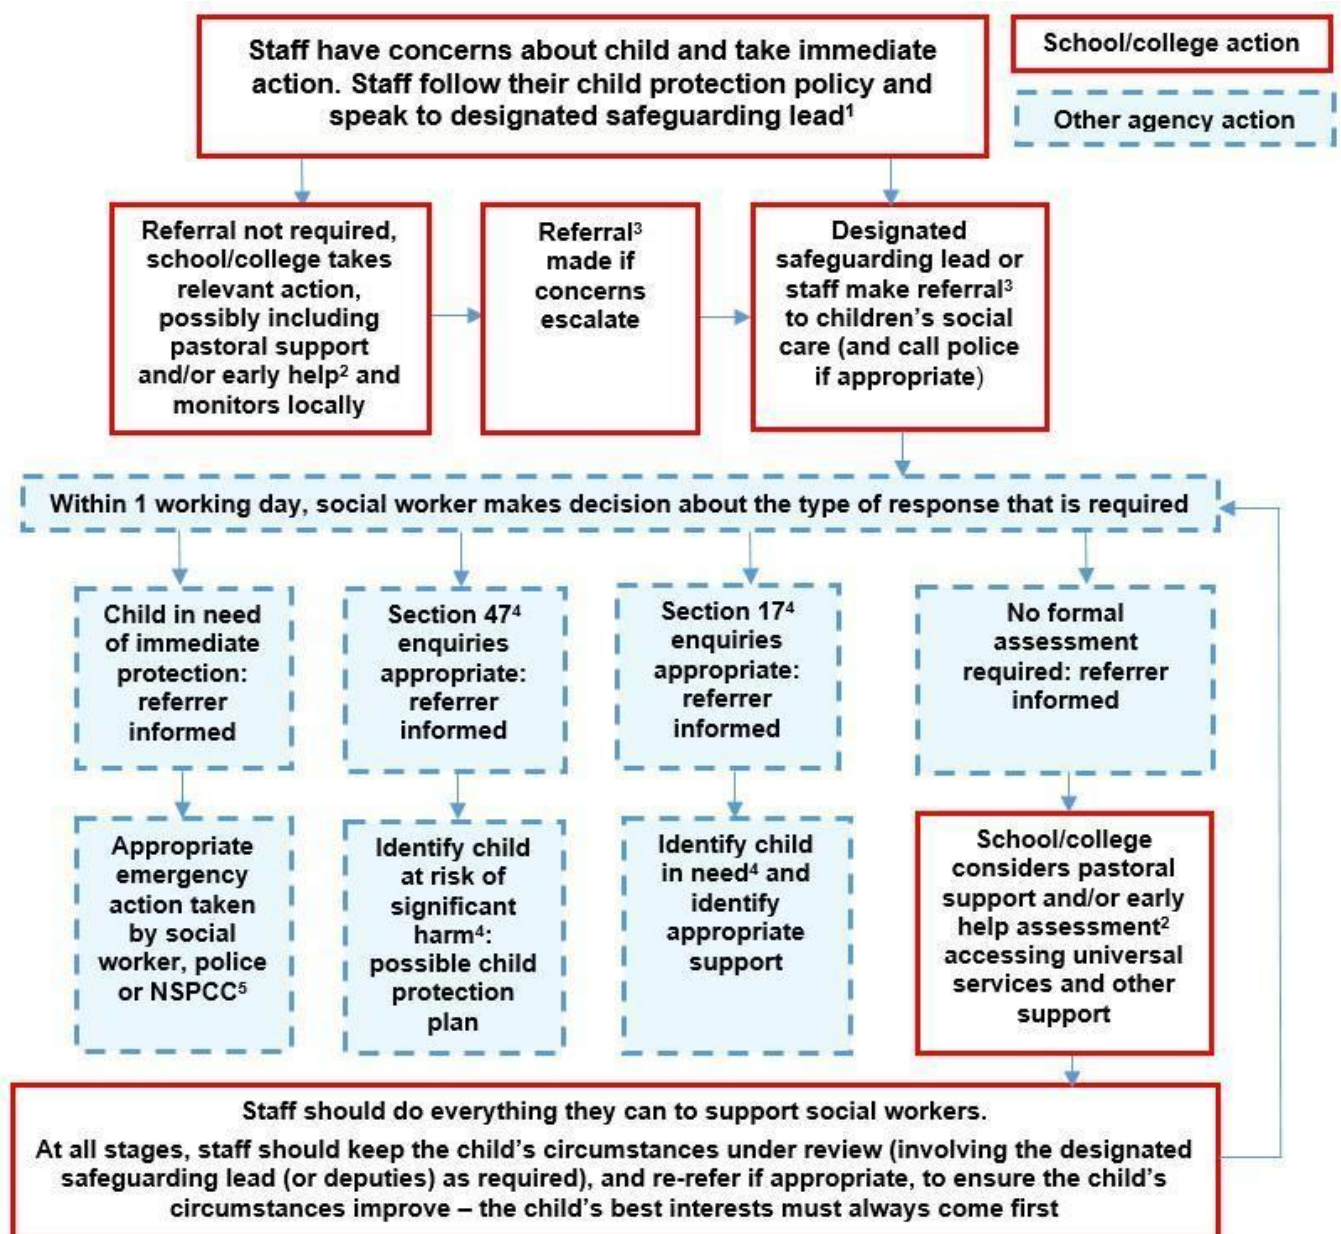 Staff have concerns about child and take immediate
action. Staff follow their child protection policy and
speak to designated safeguarding lead¹
School/college action
Other agency action
Referral not required,
school/college takes
relevant action,
possibly including
pastoral support
and/or early help² and
monitors locally
Referral³
made if
concerns
escalate
Designated
safeguarding lead or
staff make referral³
to children’s social
care (and call police
if appropriate)
Within 1 working day, social worker makes decision about the type of response that is required
Child in need
of immediate
protection:
referrer
informed
Section 47⁴
enquiries
appropriate:
referrer
informed
Section 17⁴
enquiries
appropriate:
referrer
informed
No formal
assessment
required: referrer
informed
Appropriate
emergency
action taken
by social
worker, police
or NSPCC⁵
Identify child
at risk of
significant
harm⁴:
possible child
protection
plan
Identify child
in need⁴ and
identify
appropriate
support
School/college
considers pastoral
support and/or early
help assessment²
accessing universal
services and other
support
Staff should do everything they can to support social workers.
At all stages, staff should keep the child’s circumstances under review (involving the designated
safeguarding lead (or deputies) as required), and re-refer if appropriate, to ensure the child’s
circumstances improve – the child’s best interests must always come first